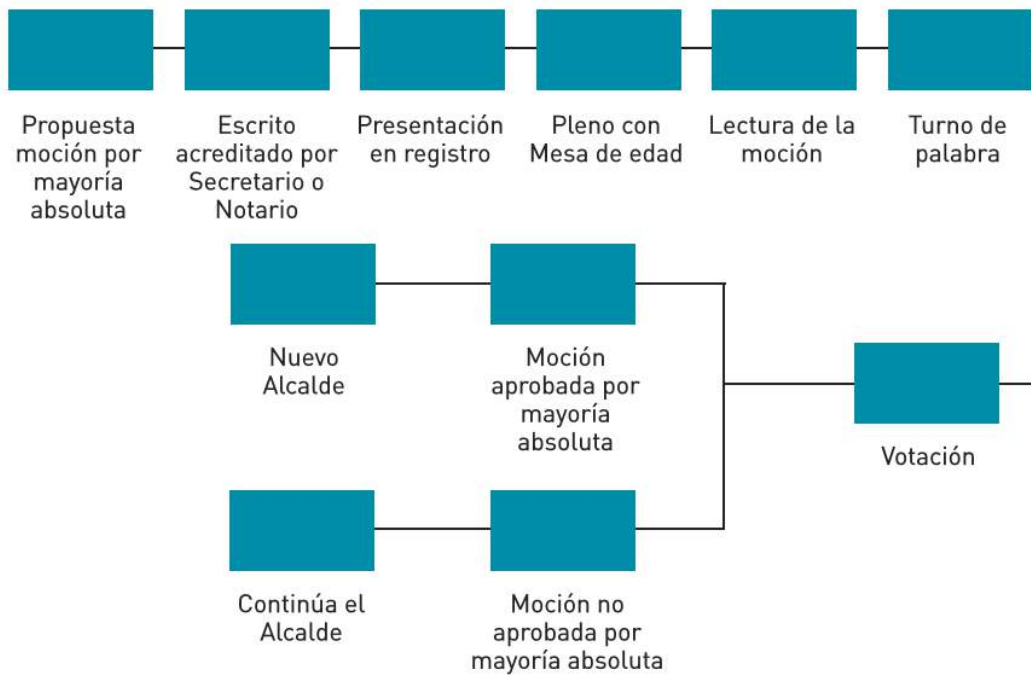 Propuesta
moción por
mayoría
absoluta
Escrito
acreditado por
Secretario o
Notario
Presentación
en registro
Pleno con
Mesa de edad
Lectura de la
moción
Turno de
palabra
Votación
Moción
aprobada por
mayoría
absoluta
Nuevo
Alcalde
Moción no
aprobada por
mayoría absoluta
Continúa el
Alcalde